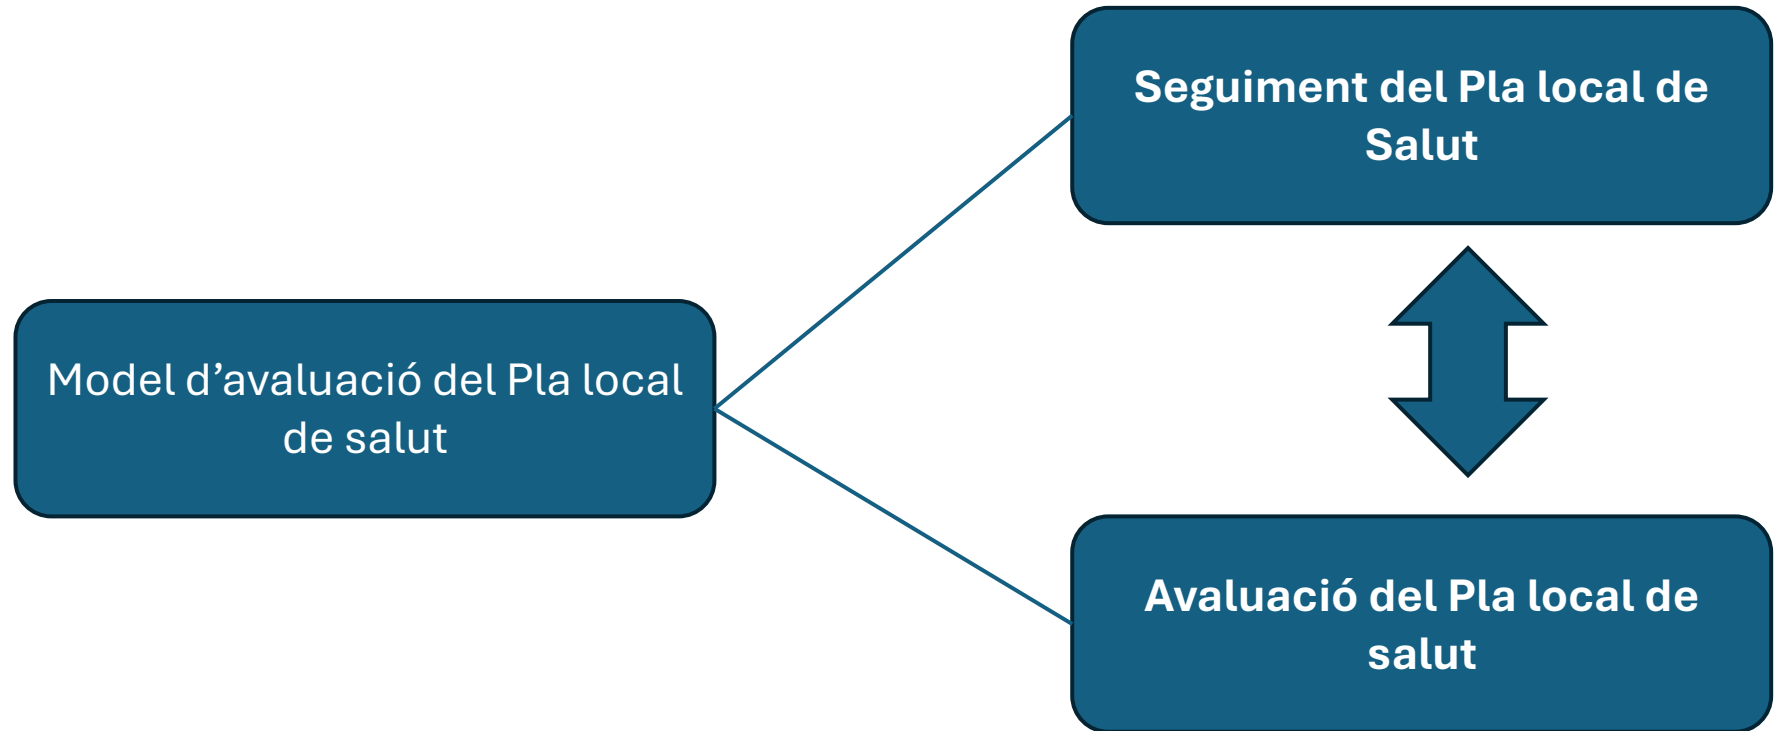 Seguiment del Pla local de
Salut
Model d’avaluació del Pla local
de salut
Avaluació del Pla local de
salut